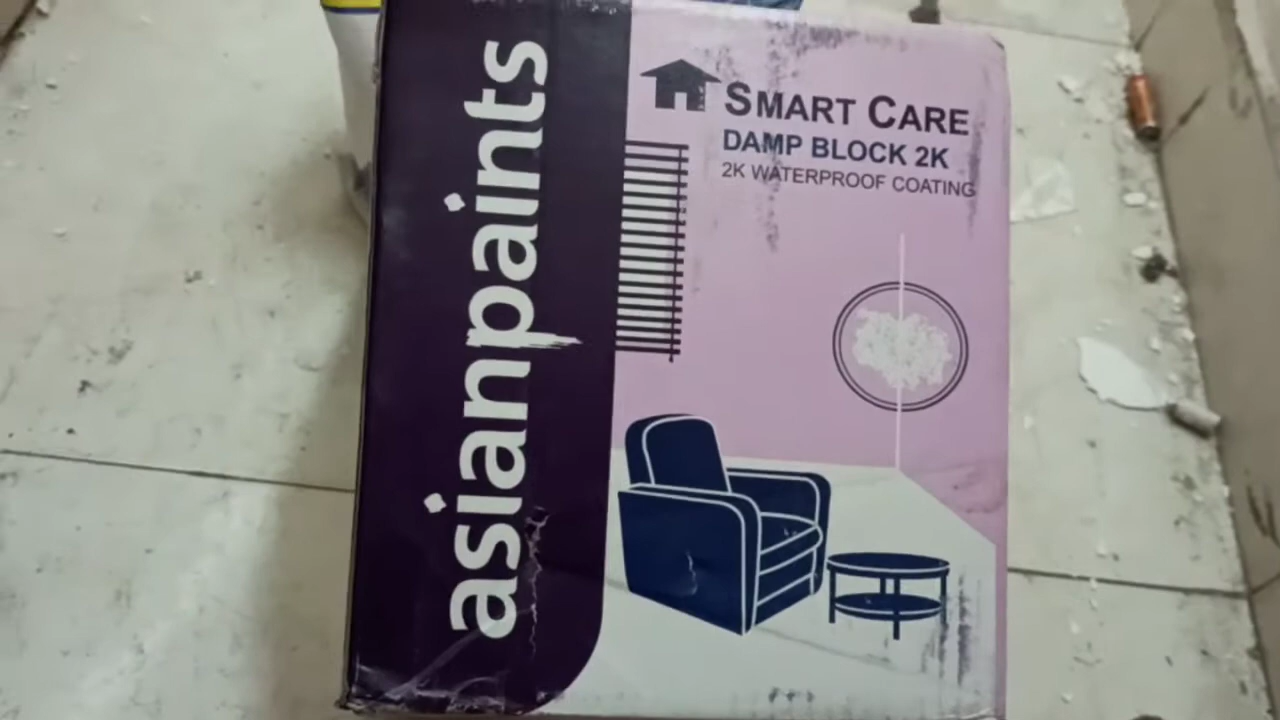 asianpaints
SMART CARE
DAMP BLOCK 2K
2K WATERPROOF COATING